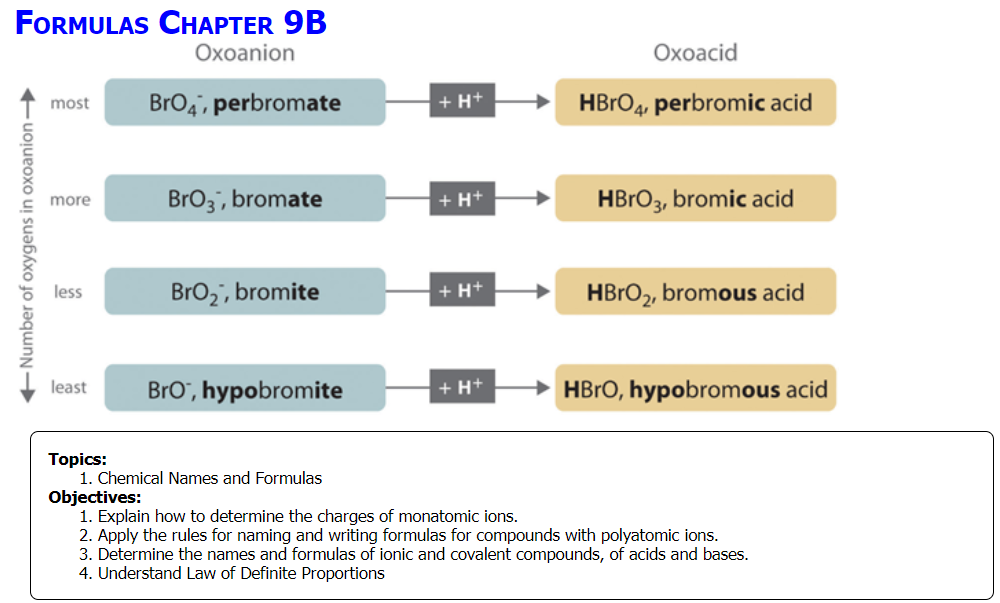 FORMULAS CHAPTER 9B
Oxoanion Oxoacid
Number of oxygens in oxoanion
most BrO₄⁻, perbromate + H⁺ HBrO₄, perbromic acid
more BrO₃⁻, bromate + H⁺ HBrO₃, bromic acid
less BrO₂⁻, bromite + H⁺ HBrO₂, bromous acid
least BrO⁻, hypobromite + H⁺ HBrO, hypobromous acid
Topics:
1. Chemical Names and Formulas
Objectives:
1. Explain how to determine the charges of monatomic ions.
2. Apply the rules for naming and writing formulas for compounds with polyatomic ions.
3. Determine the names and formulas of ionic and covalent compounds, of acids and bases.
4. Understand Law of Definite Proportions